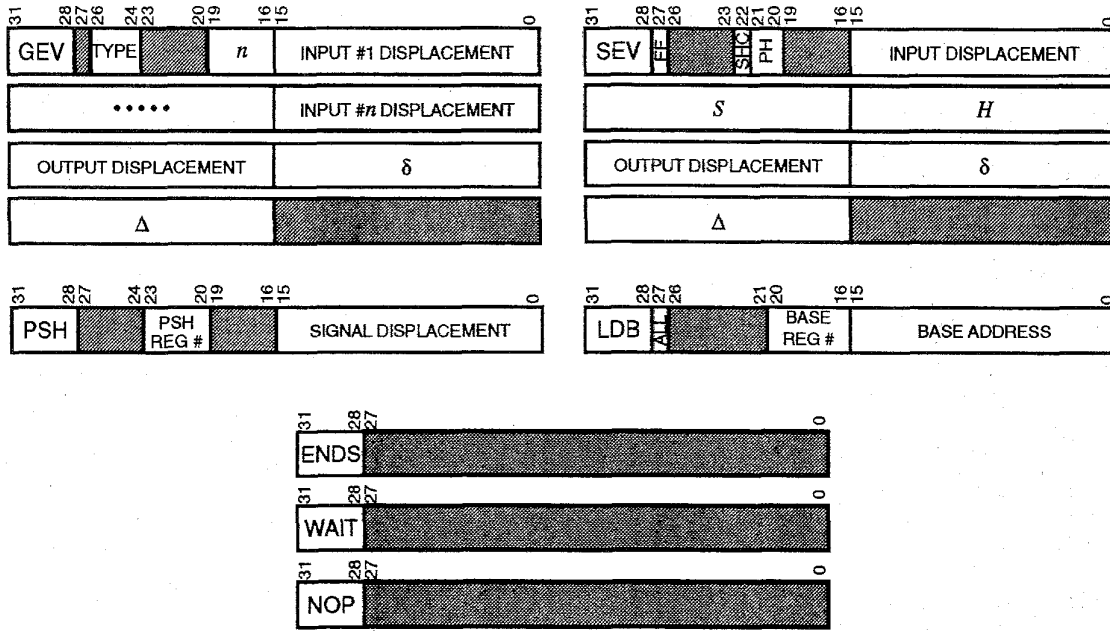 31 28 27 26 24 23 20 19 16 15 0
GEV TYPE n INPUT #1 DISPLACEMENT
• • • • • INPUT #n DISPLACEMENT
OUTPUT DISPLACEMENT δ
Δ
31 28 27 26 23 22 21 20 19 16 15 0
SEV FF SHC PH INPUT DISPLACEMENT
S H
OUTPUT DISPLACEMENT δ
Δ
31 28 27 24 23 20 19 16 15 0
PSH PSH REG # SIGNAL DISPLACEMENT
31 28 27 26 21 20 16 15 0
LDB ALL BASE REG # BASE ADDRESS
31 28 27 0
ENDS
31 28 27 0
WAIT
31 28 27 0
NOP